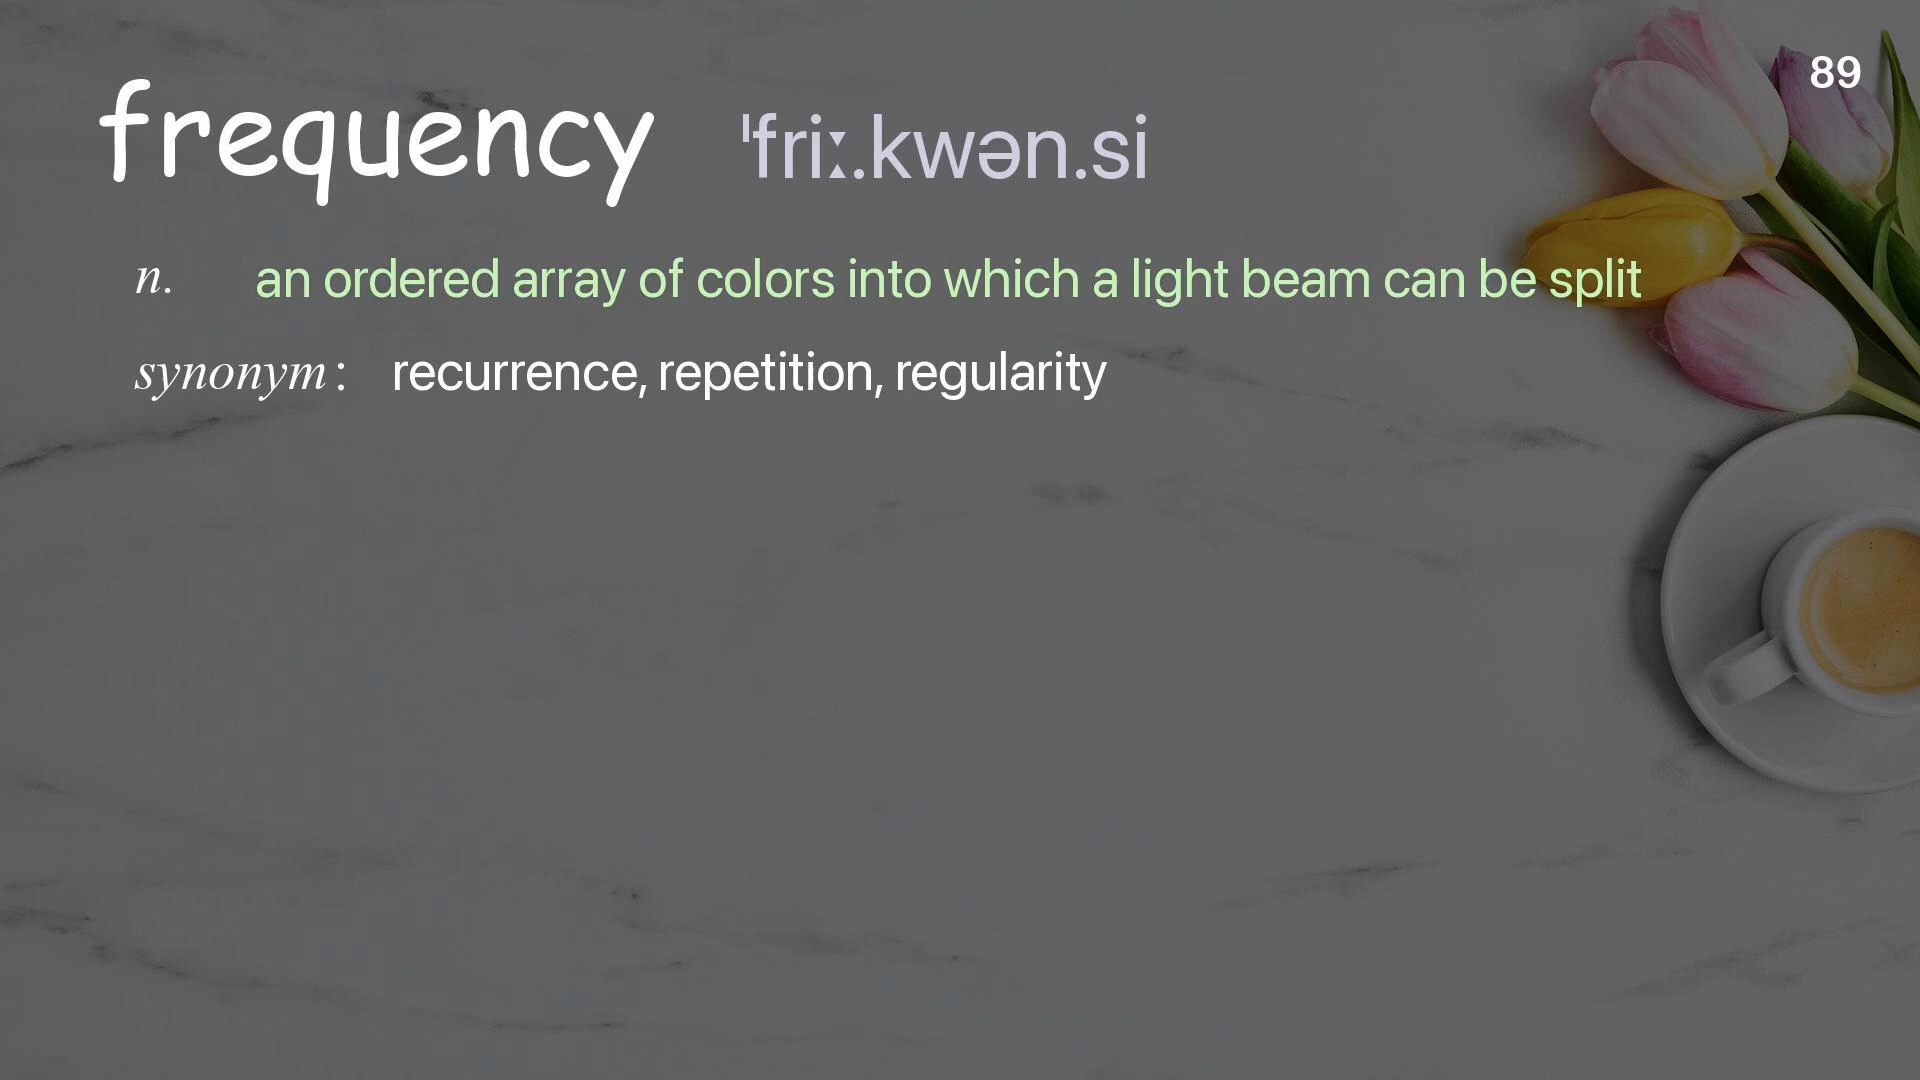 89
frequency ˈfriː.kwən.si
n. an ordered array of colors into which a light beam can be split
synonym : recurrence, repetition, regularity